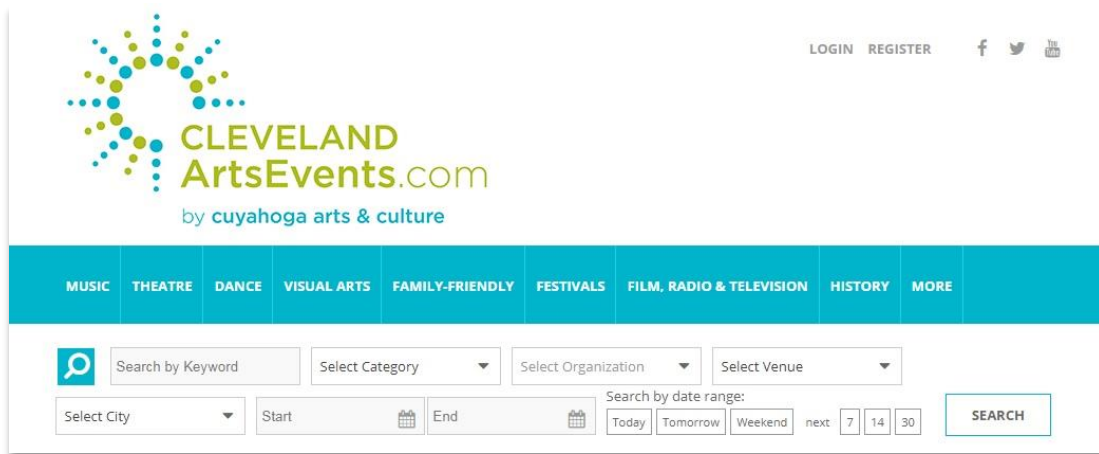 LOGIN REGISTER
You Tube
CLEVELAND
ArtsEvents.com
by cuyahoga arts & culture
MUSIC THEATRE DANCE VISUAL ARTS FAMILY-FRIENDLY FESTIVALS FILM, RADIO & TELEVISION HISTORY MORE
Search by Keyword Select Category Select Organization Select Venue
Search by date range:
Select City Start End Today Tomorrow Weekend next 7 14 30 SEARCH